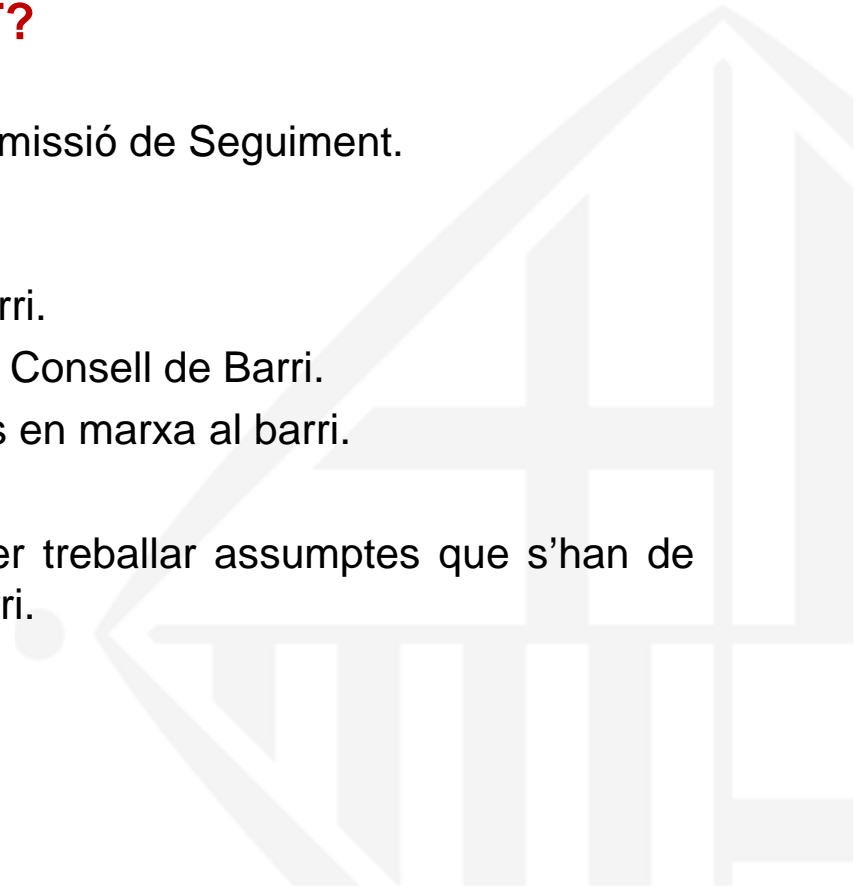 T?
missió de Seguiment.
rri.
Consell de Barri.
s en marxa al barri.
er treballar assumptes que s'han de
ri.